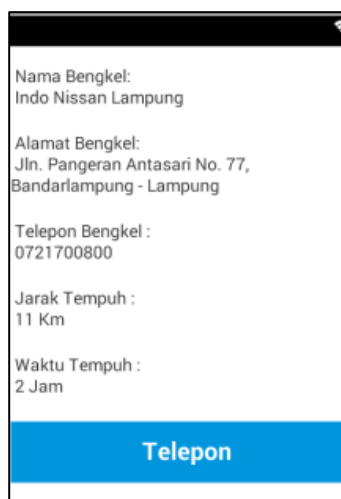 Nama Bengkel:
Indo Nissan Lampung
Alamat Bengkel:
Jln. Pangeran Antasari No. 77,
Bandarlampung - Lampung
Telepon Bengkel :
0721700800
Jarak Tempuh :
11 Km
Waktu Tempuh :
2 Jam
Telepon